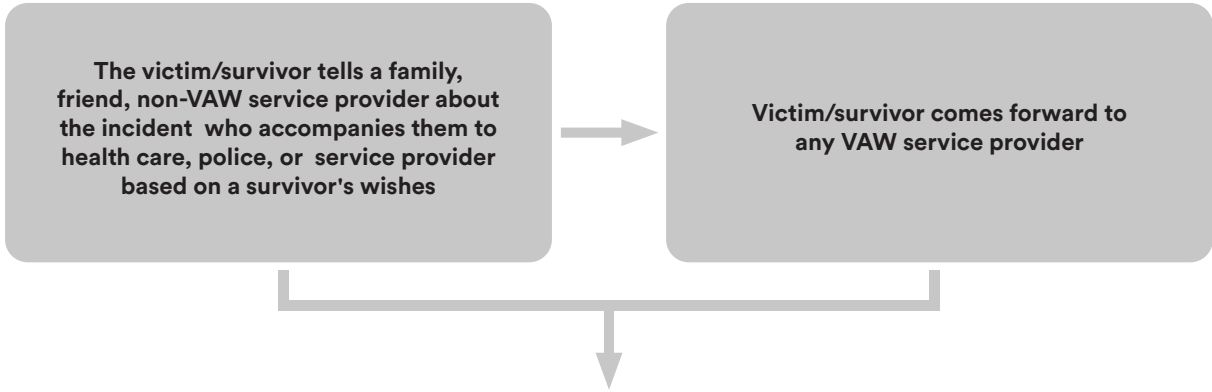 The victim/survivor tells a family,
friend, non-VAW service provider about
the incident who accompanies them to
health care, police, or service provider
based on a survivor's wishes
Victim/survivor comes forward to
any VAW service provider